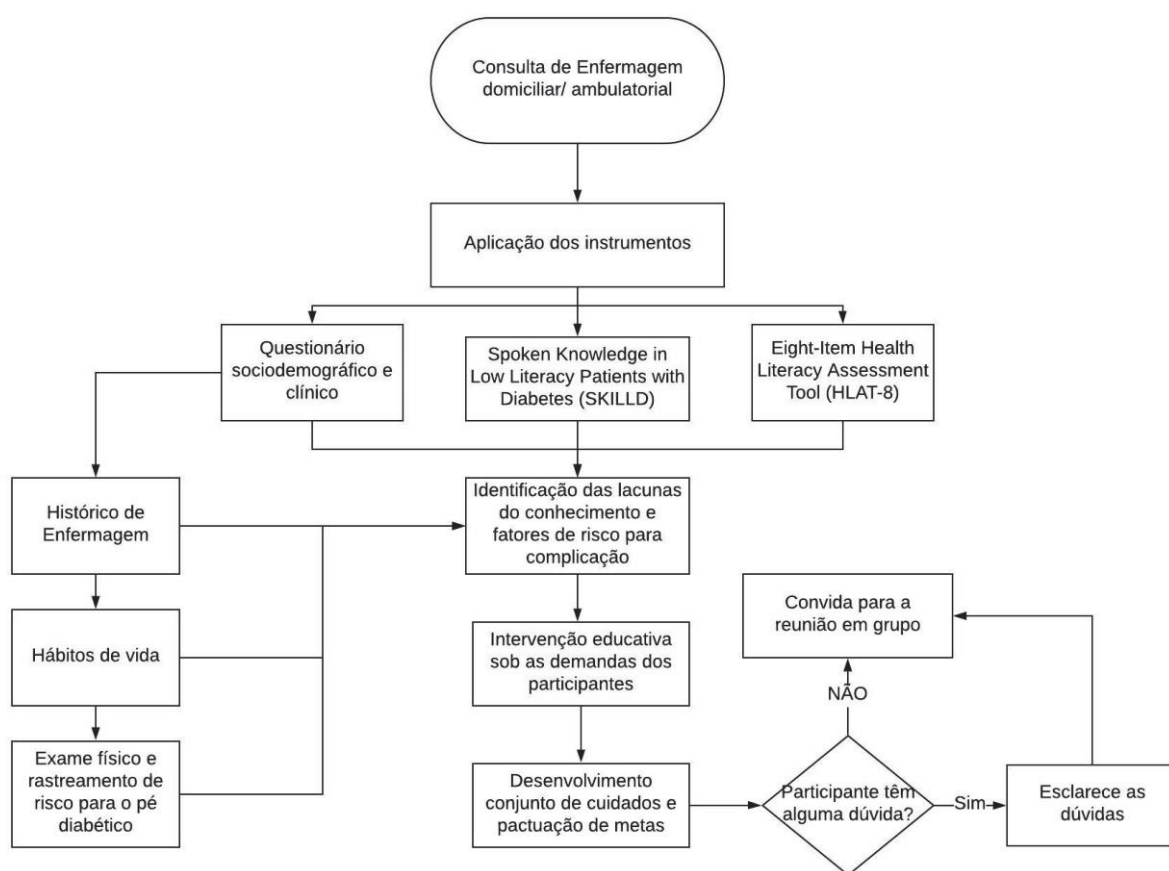 Consulta de Enfermagem
domiciliar/ ambulatorial
Aplicação dos instrumentos
Questionário
sociodemográfico e
clínico
Spoken Knowledge in
Low Literacy Patients with
Diabetes (SKILLD)
Eight-Item Health
Literacy Assessment
Tool (HLAT-8)
Histórico de
Enfermagem
Identificação das lacunas
do conhecimento e
fatores de risco para
complicação
Hábitos de vida
Intervenção educativa
sob as demandas dos
participantes
Convida para a
reunião em grupo
NÃO
Exame físico e
rastreamento de
risco para o pé
diabético
Desenvolvimento
conjunto de cuidados e
pactuação de metas
Participante têm
alguma dúvida?
Sim
Esclarece as
dúvidas